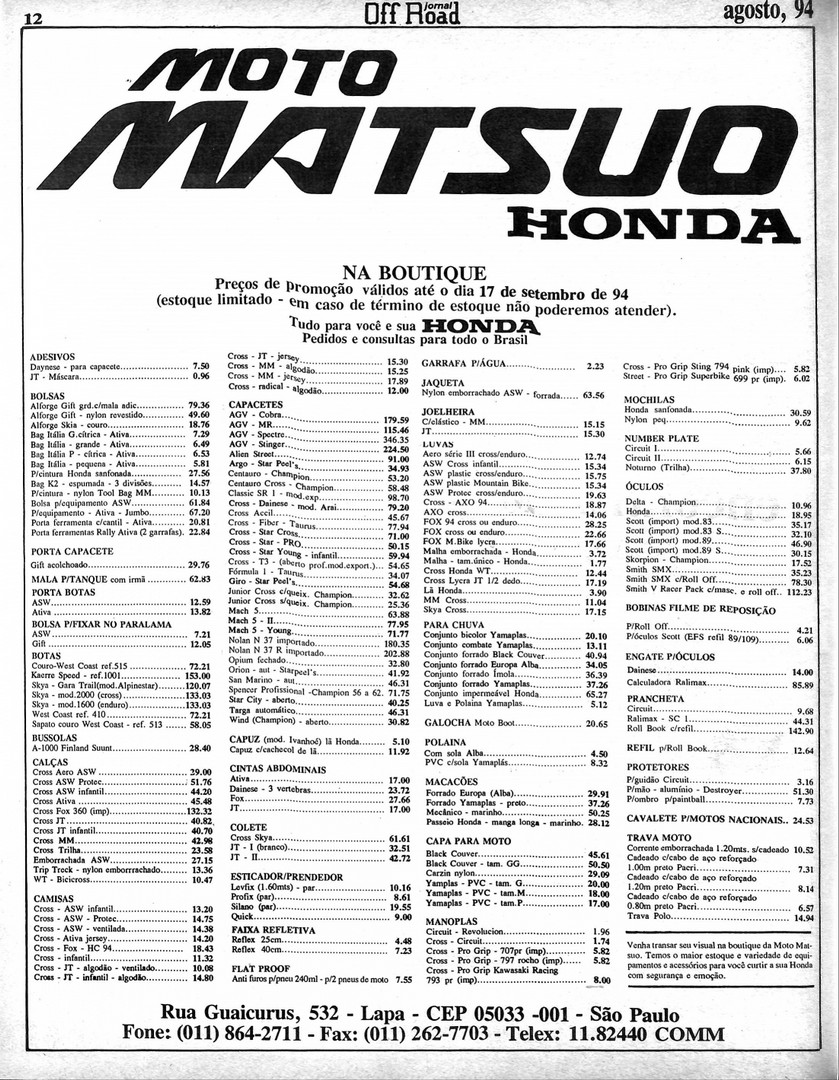 12
Off Road
jornal
agosto, 94
MOTO
MATSUO
HONDA
NA BOUTIQUE
Preços de promoção válidos até o dia 17 de setembro de 94
(estoque limitado - em caso de término de estoque não poderemos atender).
Tudo para você e sua HONDA
Pedidos e consultas para todo o Brasil
ADESIVOS
Daynese - para capacete 7.50
JT - Máscara 0.96
BOLSAS
Alforge Gift grd.c/mala adic 79.36
Alforge Gift - nylon revestido 49.60
Alforge Skia - couro 18.76
Bag Itália G.cítrica - Ativa 7.29
Bag Itália - grande - Ativa 6.49
Bag Itália P - cítrica - Ativa 6.53
Bag Itália - pequena - Ativa 5.81
P/cintura Honda sanfonada 27.56
Bag K2 - espumada - 3 divisões 14.57
P/cintura - nylon Tool Bag MM 10.13
Bolsa p/equipamento ASW 61.84
P/equipamento - Ativa - Jumbo 67.20
Porta ferramenta c/cantil - Ativa 20.81
Porta ferramentas Rally Ativa (2 garrafas). 22.84
PORTA CAPACETE
Gift acolchoado 29.76
MALA P/TANQUE com irmã 62.83
PORTA BOTAS
ASW 12.59
Ativa 13.82
BOLSA P/FIXAR NO PARALAMA
ASW 7.21
Gift 12.05
BOTAS
Couro-West Coast ref.515 72.21
Kaerre Speed - ref.1001 153.00
Skya - Gara Trail(mod.Alpinestar) 120.07
Skya - mod.2000 (cross) 133.03
Skya - mod.1600 (enduro) 133.03
West Coast ref. 410 72.21
Sapato couro West Coast - ref. 513 58.05
BUSSOLAS
A-1000 Finland Suunt 28.40
CALÇAS
Cross Aero ASW 29.00
Cross ASW Protec 51.76
Cross ASW infantil 44.20
Cross Ativa 45.48
Cross Fox 360 (imp) 132.32
Cross JT 40.82
Cross JT infantil 40.70
Cross MM 42.98
Cross Trilha 23.58
Emborrachada ASW 27.15
Trip Trock - nylon emborrrachado 13.36
WT - Bicicross 10.47
CAMISAS
Cross - ASW infantil 13.20
Cross - ASW - Protec 14.75
Cross - ASW - ventilada 14.38
Cross - Ativa jersey 14.20
Cross - Fox - HC 94 18.43
Cross - infantil 11.32
Cross - JT - algodão - ventilado 10.08
Cross - JT - infantil - algodão 14.80
Cross - JT - jersey 15.30
Cross - MM - algodão 15.25
Cross - MM - jersey 17.89
Cross - radical - algodão 12.00
CAPACETES
AGV - Cobra 179.59
AGV - MR 115.46
AGV - Spectre 346.35
AGV - Stinger 224.50
Alien Street 91.00
Argo - Star Peel's 34.93
Centauro - Champion 53.20
Centauro Cross - Champion 58.48
Classic SR 1 - mod.exp 98.70
Cross - Dainese - mod. Arai 79.20
Cross Aceil 45.67
Cross - Fiber - Taurus 77.94
Cross - Star Cross 71.00
Cross - Star - PRO 50.15
Cross - Star Young - infantil 59.94
Cross - T3 - (aberto prof.mod.export.) 54.65
Fórmula 1 - Taurus 34.07
Giro - Star Peel's 54.68
Junior Cross c/queix. Champion 32.62
Junior Cross s/queix. Champion 25.36
Mach 5 63.88
Mach 5 - II 77.95
Mach 5 - Young 71.77
Nolan N 37 importado 180.35
Nolan N 37 R importado 202.88
Opium fechado 32.80
Orion - aut - Starpeel's 41.92
San Marino - aut 46.31
Spencer Profissional -Champion 56 a 62. 71.75
Star City - aberto 40.25
Targa automático 46.31
Wind (Champion) - aberto 30.82
CAPUZ (mod. Ivanhoé) lã Honda 5.10
Capuz c/cachecol de lã 11.92
CINTAS ABDOMINAIS
Ativa 17.00
Dainese - 3 vertebras 23.72
Fox 27.66
JT 17.00
COLETE
Cross Skya 61.61
JT - I (branco) 32.51
JT - II 42.72
ESTICADOR/PRENDEDOR
Levfix (1.60mts) - par 10.16
Profix (par) 8.61
Silano (par) 19.55
Quick 9.00
FAIXA REFLETIVA
Reflex 25cm 4.48
Reflex 40cm 7.23
FLAT PROOF
Anti furos p/pneu 240ml - p/2 pneus de moto 7.55
GARRAFA P/ÁGUA 2.23
JAQUETA
Nylon emborrachado ASW - forrada 63.56
JOELHEIRA
C/elástico - MM 15.15
JT 15.30
LUVAS
Aero série III cross/enduro 12.74
ASW Cross infantil 15.34
ASW plastic cross/enduro 15.75
ASW plastic Mountain Bike 15.34
ASW Protec cross/enduro 19.63
Cross - AXO 94 18.87
AXO cross 14.06
FOX 94 cross ou enduro 28.25
FOX cross ou enduro 22.66
FOX M.Bike lycra 17.66
Malha emborrachada - Honda 3.72
Malha - tam.único - Honda 1.77
Cross Honda WT 12.44
Cross Lycra JT 1/2 dedo 17.19
Lã Honda 3.90
MM Cross 11.04
Skya Cross 17.15
PARA CHUVA
Conjunto bicolor Yamaplas 20.10
Conjunto combate Yamaplas 13.11
Conjunto forrado Black Couver 40.94
Conjunto forrado Europa Alba 34.05
Conjunto forrado Ímola 36.39
Conjunto forrado Yamaplas 37.26
Conjunto impermeável Honda 65.27
Luva e Polaina Yamaplas 5.12
GALOCHA Moto Boot 20.65
POLAINA
Com sola Alba 4.50
PVC c/sola Yamaplás 8.32
MACACÕES
Forrado Europa (Alba) 29.91
Forrado Yamaplas - preto 37.26
Mecânico - marinho 50.25
Passeio Honda - manga longa - marinho. 28.12
CAPA PARA MOTO
Black Couver 45.61
Black Couver - tam. GG 50.50
Carzin nylon 29.09
Yamplas - PVC - tam. G 20.00
Yamaplas - PVC - tam.M 18.00
Yamaplas - PVC - tam.P 17.00
MANOPLAS
Circuit - Revolucion 1.96
Cross - Circuit 1.74
Cross - Pro Grip - 707pr (imp) 5.82
Cross - Pro Grip - 797 rocho (imp) 5.82
Cross - Pro Grip Kawasaki Racing
793 pr (imp) 8.00
Cross - Pro Grip Sting 794 pink (imp) 5.82
Street - Pro Grip Superbike 699 pr (imp). 6.02
MOCHILAS
Honda sanfonada 30.59
Nylon peq 9.62
NUMBER PLATE
Circuit I 5.66
Circuit II 6.15
Noturno (Trilha) 37.80
ÓCULOS
Delta - Champion 10.96
Honda 18.95
Scott (import) mod.83 35.17
Scott (import) mod.83 S 32.10
Scott (import) mod.89 46.90
Scott (import) mod.89 S 30.15
Skorpion - Champion 17.52
Smith SMX 35.23
Smith SMX c/Roll Off 78.30
Smith V Racer Pack c/masc. e roll off.. 112.23
BOBINAS FILME DE REPOSIÇÃO
P/Roll Off 4.21
P/óculos Scott (EFS refil 89/109) 6.06
ENGATE P/ÓCULOS
Dainese 14.00
Calculadora Ralimax 85.89
PRANCHETA
Circuit 9.68
Ralimax - SC 1 44.31
Roll Book c/refil 142.90
REFIL p/Roll Book 12.64
PROTETORES
P/guidão Circuit 3.16
P/mão - alumínio - Destroyer 51.30
P/ombro p/paintball 7.73
CAVALETE P/MOTOS NACIONAIS.. 24.53
TRAVA MOTO
Corrente emborrachada 1.20mts. s/cadeado 10.52
Cadeado c/cabo de aço reforçado
1.00m preto Pacri 7.31
Cadeado c/cabo de aço reforçado
1.20m preto Pacri 8.14
Cadeado c/cabo de aço reforçado
0.80m preto Pacri 6.57
Trava Polo 14.94
Venha transar seu visual na boutique da Moto Mat-
suo. Temos o maior estoque e variedade de equi-
pamentos e acessórios para você curtir a sua Honda
com segurança e emoção.
Rua Guaicurus, 532 - Lapa - CEP 05033 -001 - São Paulo
Fone: (011) 864-2711 - Fax: (011) 262-7703 - Telex: 11.82440 COMM